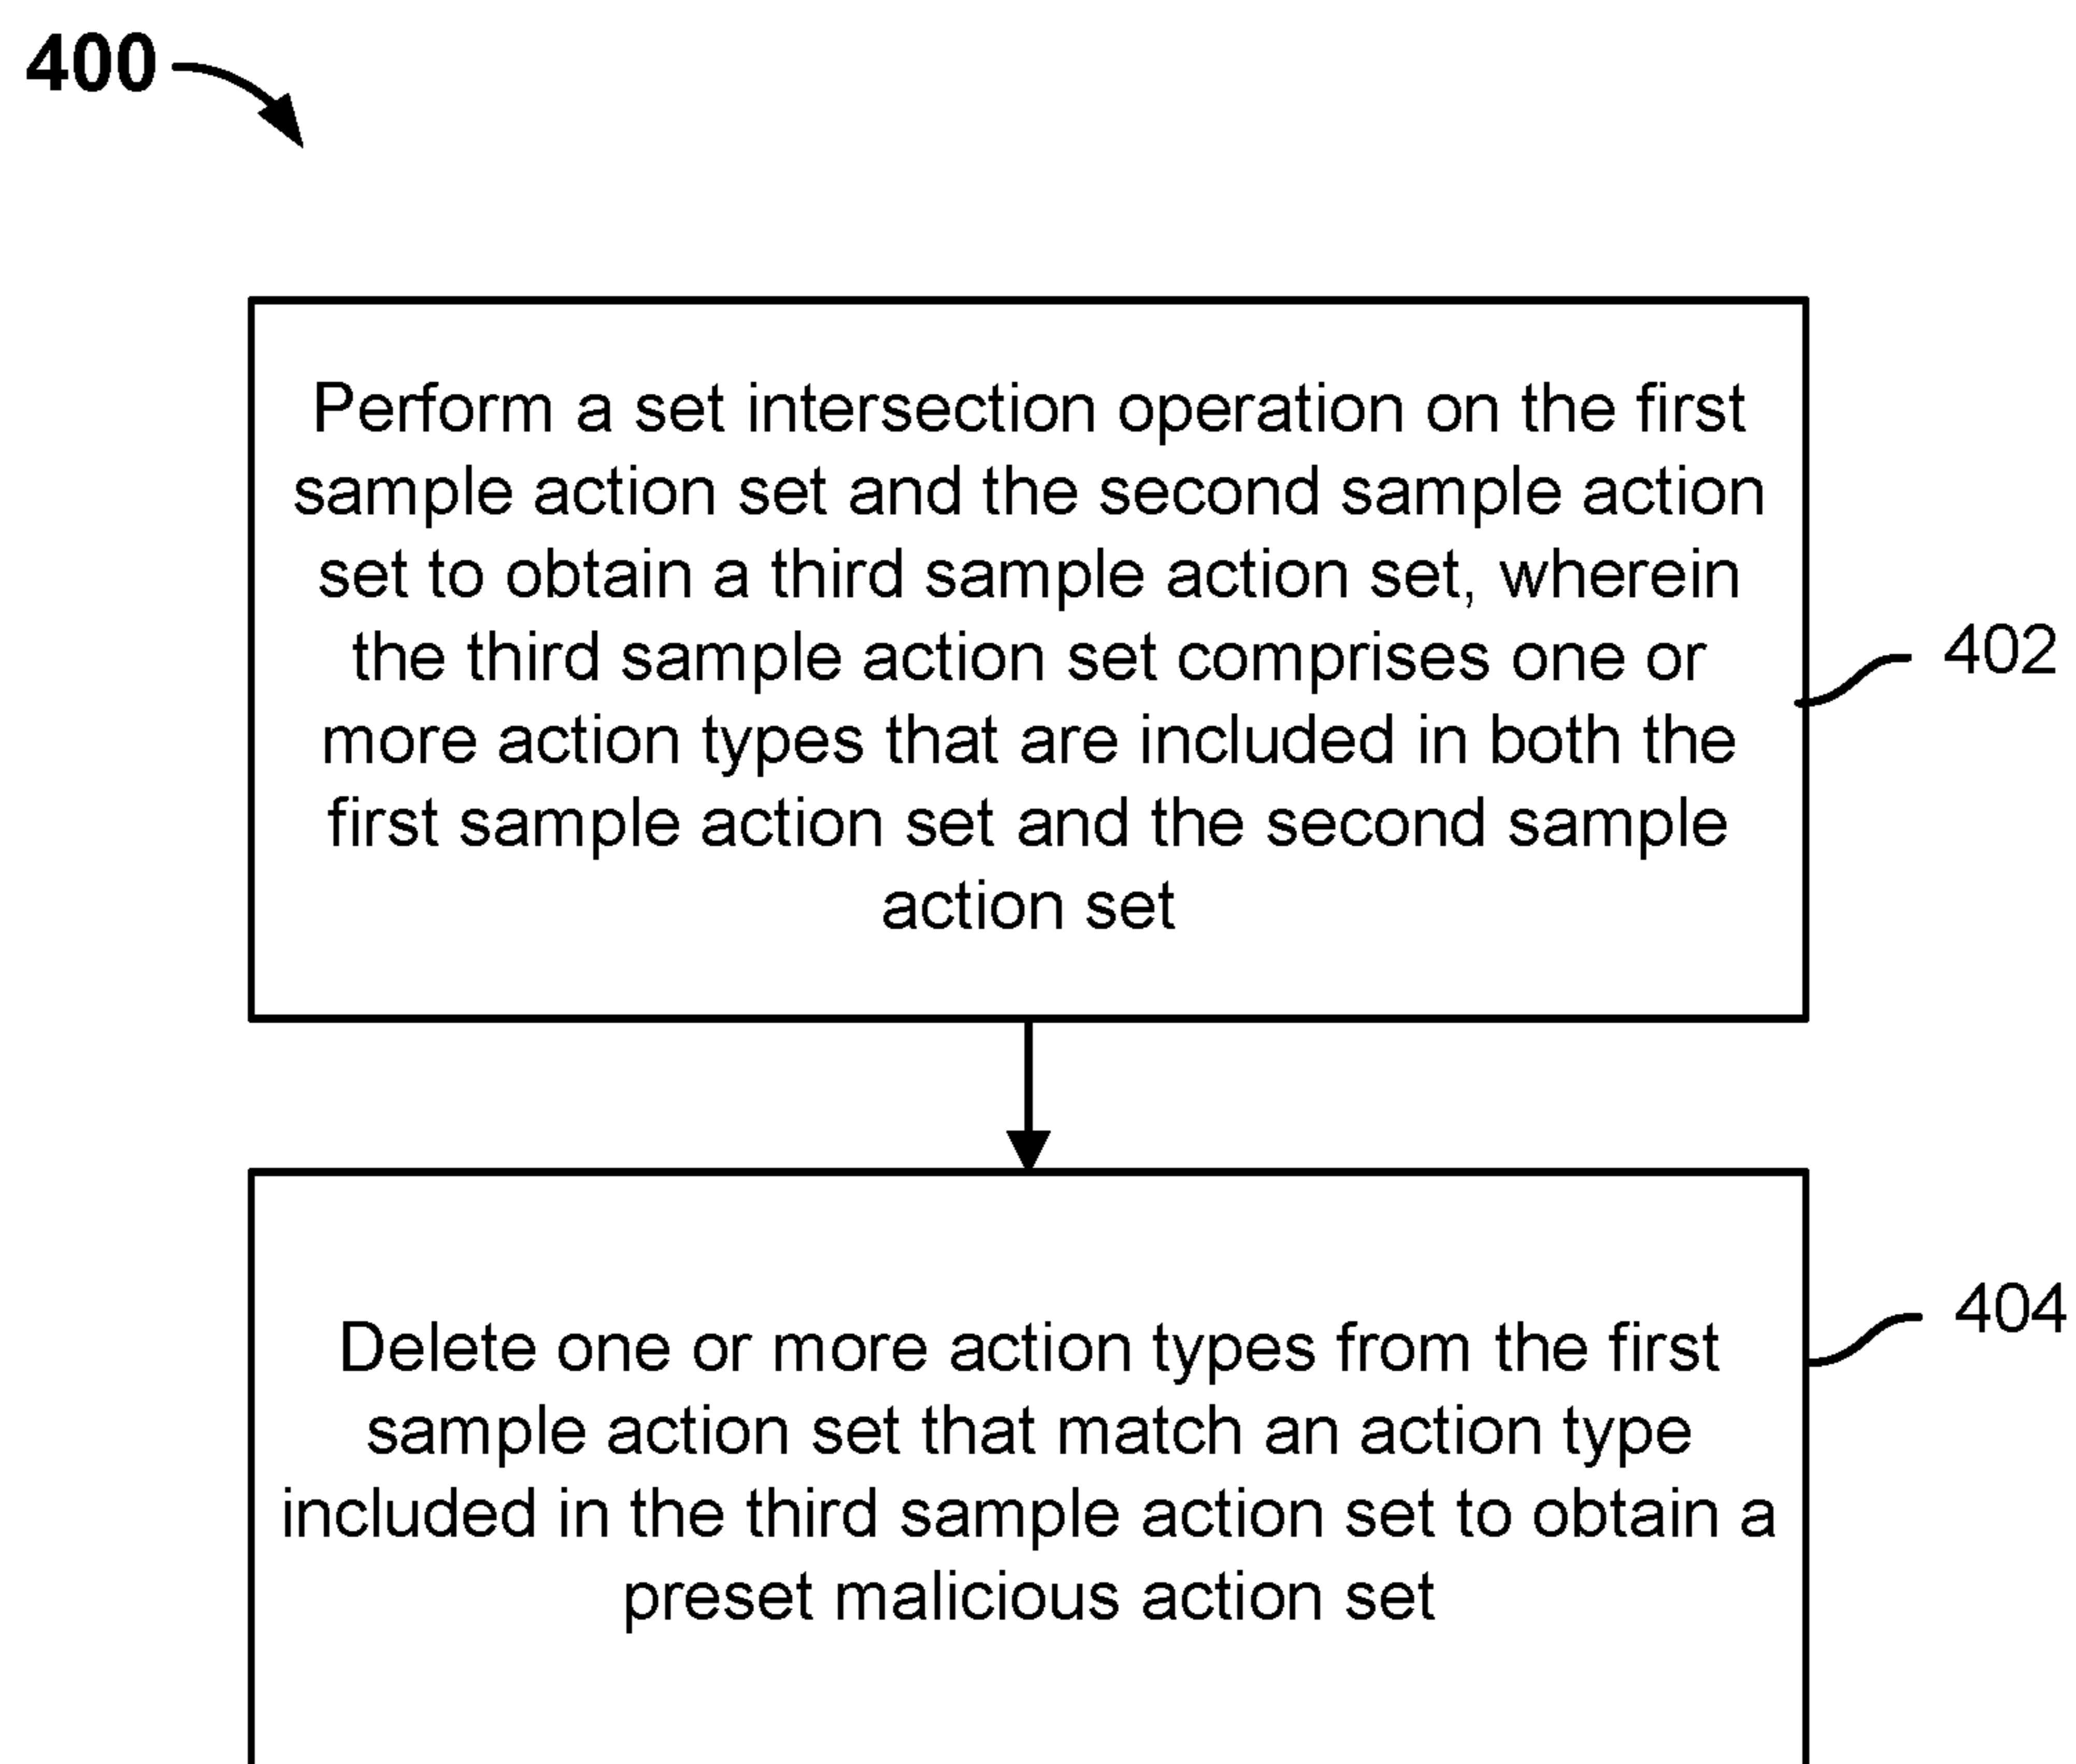 400
Perform a set intersection operation on the first
sample action set and the second sample action
set to obtain a third sample action set, wherein
the third sample action set comprises one or
more action types that are included in both the
first sample action set and the second sample
action set
402
Delete one or more action types from the first
sample action set that match an action type
included in the third sample action set to obtain a
preset malicious action set
404